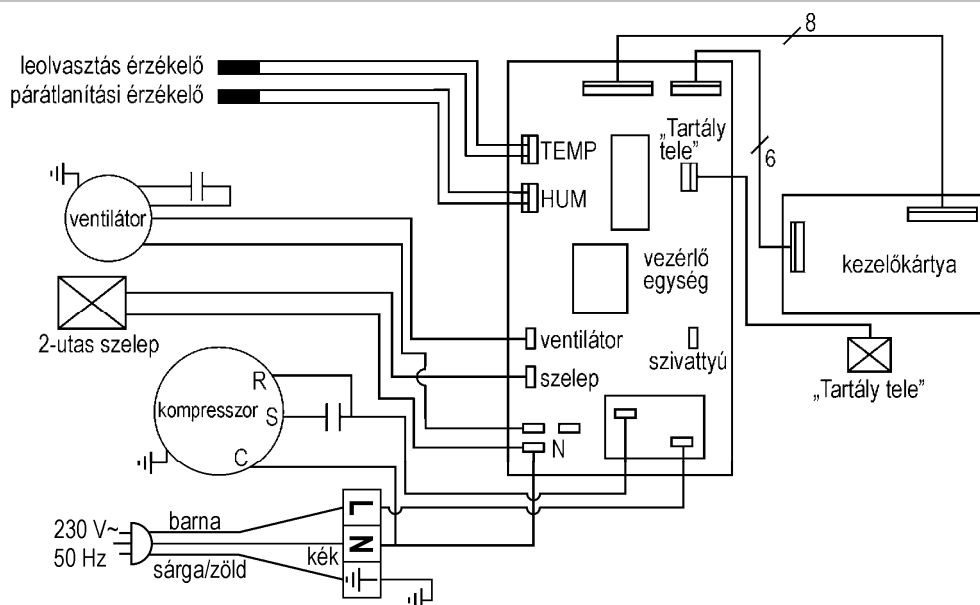 8
leolvasztás érzékelő
párátlanítási érzékelő
„Tartály
tele”
TEMP
6
HUM
ventilátor
vezérlő
egység
kezelőkártya
2-utas szelep
ventilátor
szivattyú
szelep
„Tartály tele”
R
kompresszor
S
N
C
L
barna
230 V~
50 Hz
N
kék
sárga/zöld